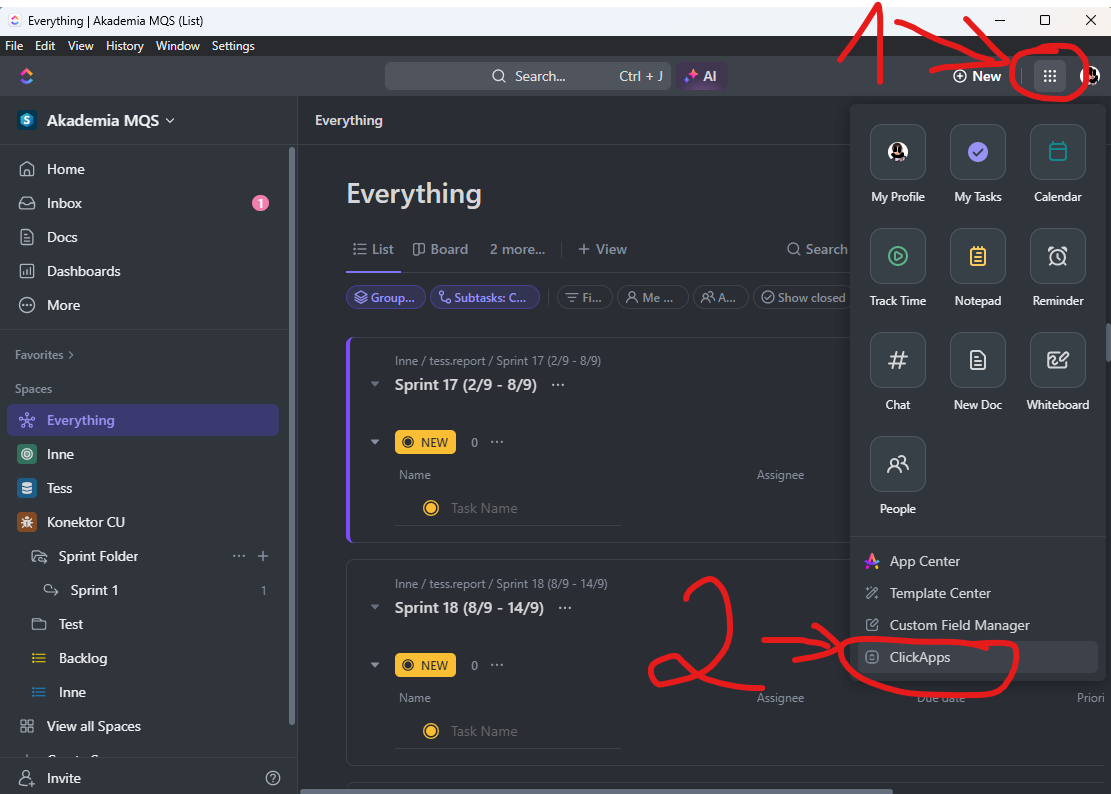 Everything | Akademia MQS (List)
File Edit View History Window Settings
1
Search... Ctrl + J AI New
S Akademia MQS
Everything
Home
Inbox 1
Docs
Dashboards
More
Favorites
Spaces
Everything
Inne
Tess
Konektor CU
Sprint Folder ... +
Sprint 1 1
Test
Backlog
Inne
View all Spaces
Invite ?
Everything
List Board 2 more... + View Search
Group... Subtasks: C... Fi... Me ... A... Show closed
Inne / tess.report / Sprint 17 (2/9 - 8/9)
Sprint 17 (2/9 - 8/9) ...
NEW 0 ...
Name Assignee
Task Name
Inne / tess.report / Sprint 18 (8/9 - 14/9)
Sprint 18 (8/9 - 14/9) ...
NEW 0 ...
Name Assignee Due date Priori
Task Name
My Profile My Tasks Calendar
Track Time Notepad Reminder
Chat New Doc Whiteboard
People
App Center
Template Center
Custom Field Manager
2
ClickApps